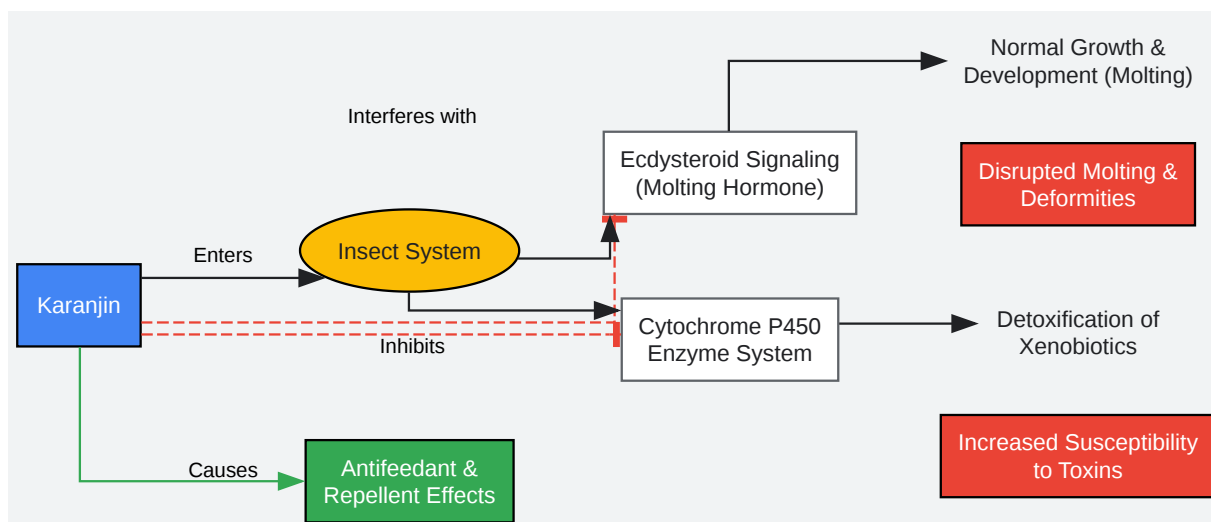 Normal Growth &
Development (Molting)
Interferes with
Ecdysteroid Signaling
(Molting Hormone)
Disrupted Molting &
Deformities
Enters
Insect System
Karanjin
Inhibits
Cytochrome P450
Enzyme System
Detoxification of
Xenobiotics
Causes
Antifeedant &
Repellent Effects
Increased Susceptibility
to Toxins